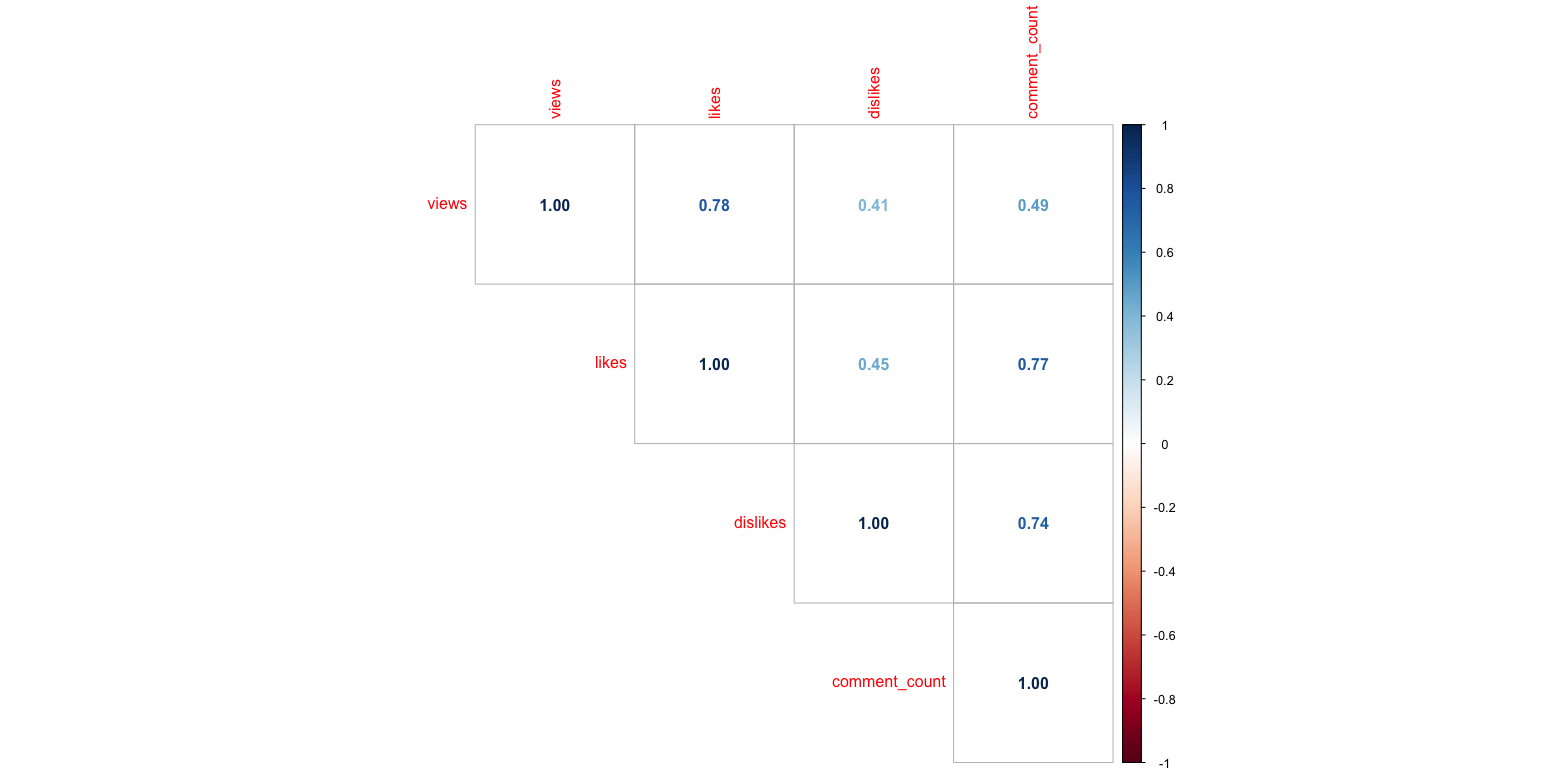 views likes dislikes comment_count
views 1.00 0.78 0.41 0.49
likes 1.00 0.45 0.77
dislikes 1.00 0.74
comment_count 1.00
1
0.8
0.6
0.4
0.2
0
-0.2
-0.4
-0.6
-0.8
-1